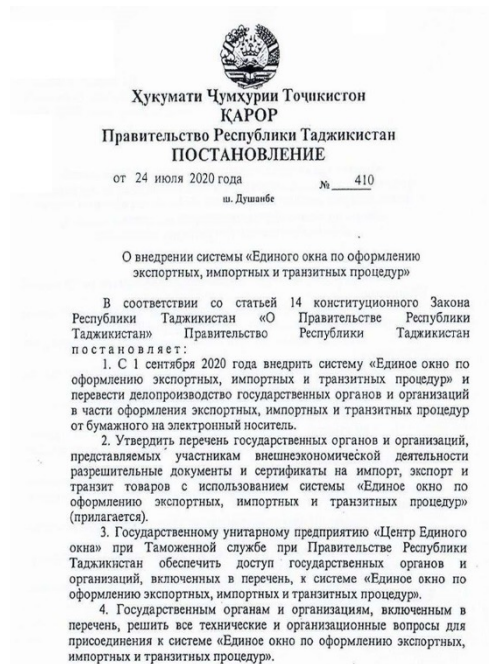 Ҳукумати Ҷумҳурии Тоҷикистон
ҚАРОР
Правительство Республики Таджикистан
ПОСТАНОВЛЕНИЕ
от 24 июля 2020 года № 410
ш. Душанбе
О внедрении системы «Единого окна по оформлению
экспортных, импортных и транзитных процедур»
В соответствии со статьей 14 конституционного Закона
Республики Таджикистан «О Правительстве Республики
Таджикистан» Правительство Республики Таджикистан
постановляет:
1. С 1 сентября 2020 года внедрить систему «Единое окно по
оформлению экспортных, импортных и транзитных процедур» и
перевести делопроизводство государственных органов и организаций
в части оформления экспортных, импортных и транзитных процедур
от бумажного на электронный носитель.
2. Утвердить перечень государственных органов и организаций,
представляемых участникам внешнеэкономической деятельности
разрешительные документы и сертификаты на импорт, экспорт и
транзит товаров с использованием системы «Единое окно по
оформлению экспортных, импортных и транзитных процедур»
(прилагается).
3. Государственному унитарному предприятию «Центр Единого
окна» при Таможенной службе при Правительстве Республики
Таджикистан обеспечить доступ государственных органов и
организаций, включенных в перечень, к системе «Единое окно по
оформлению экспортных, импортных и транзитных процедур».
4. Государственным органам и организациям, включенным в
перечень, решить все технические и организационные вопросы для
присоединения к системе «Единое окно по оформлению экспортных,
импортных и транзитных процедур».